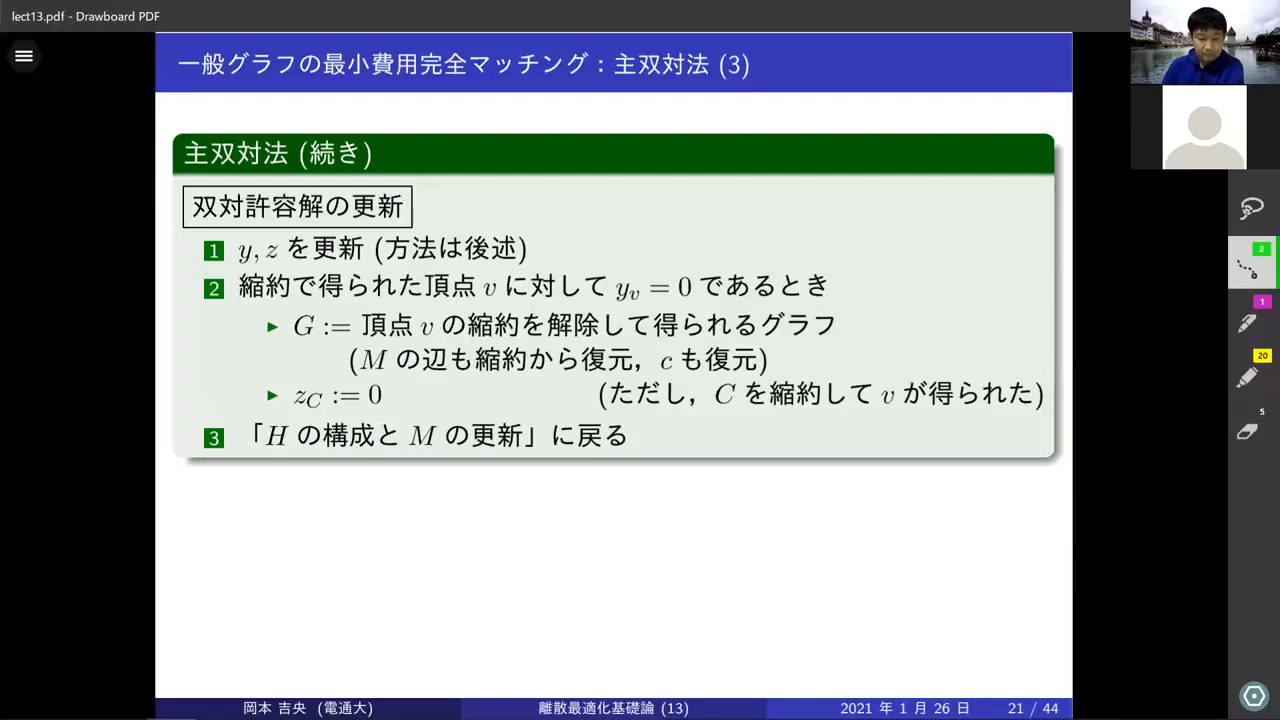 lect13.pdf - Drawboard PDF
一般グラフの最小費用完全マッチング : 主双対法 (3)
主双対法 (続き)
双対許容解の更新
1 y, z を更新 (方法は後述)
2 縮約で得られた頂点 v に対して y_v = 0 であるとき
▶ G := 頂点 v の縮約を解除して得られるグラフ
(M の辺も縮約から復元，c も復元)
▶ z_C := 0 (ただし，C を縮約して v が得られた)
3 「H の構成と M の更新」に戻る
岡本 吉央 (電通大) 離散最適化基礎論 (13) 2021 年 1 月 26 日 21 / 44
2
1
20
5